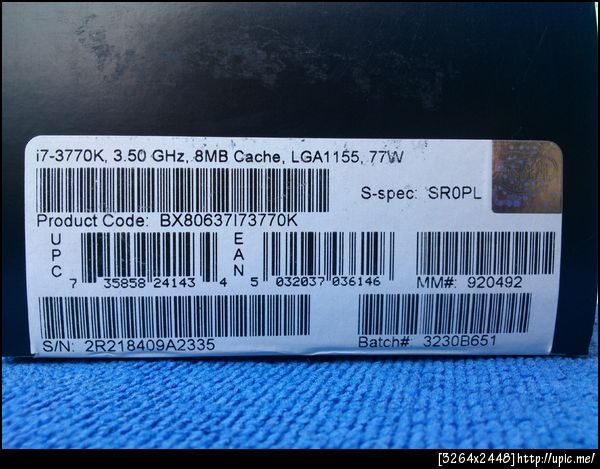 i7-3770K, 3.50 GHz, 8MB Cache, LGA1155, 77W
S-spec: SR0PL
Product Code: BX80637I73770K
UPC
7 35858 24143 4
EAN
5 032037 036146
MM#: 920492
S/N: 2R218409A2335
Batch# 3230B651
[3264x2448]http://upic.me/